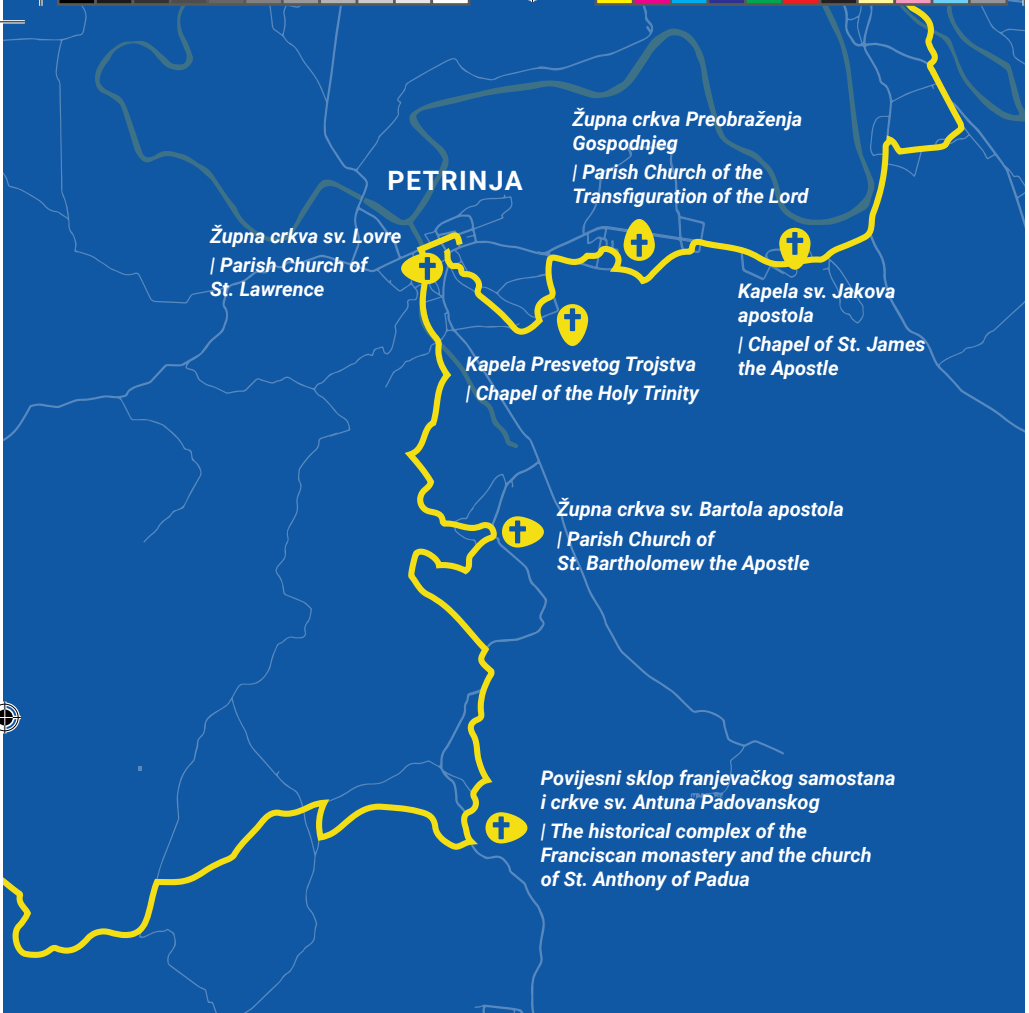 Župna crkva Preobraženja
Gospodnjeg
| Parish Church of the
Transfiguration of the Lord
PETRINJA
Župna crkva sv. Lovre
| Parish Church of
St. Lawrence
Kapela sv. Jakova
apostola
| Chapel of St. James
the Apostle
Kapela Presvetog Trojstva
| Chapel of the Holy Trinity
Župna crkva sv. Bartola apostola
| Parish Church of
St. Bartholomew the Apostle
Povijesni sklop franjevačkog samostana
i crkve sv. Antuna Padovanskog
| The historical complex of the
Franciscan monastery and the church
of St. Anthony of Padua